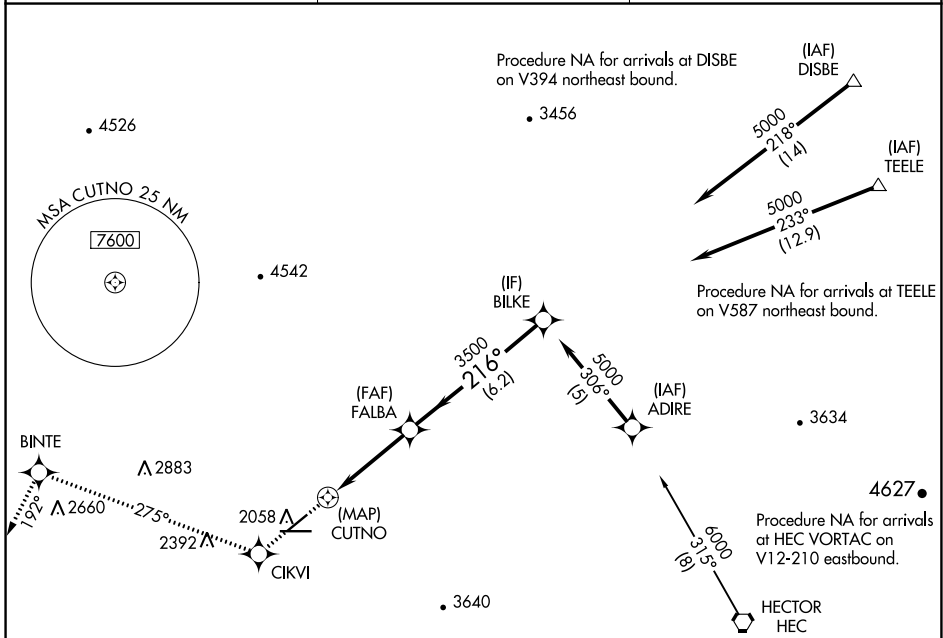 Procedure NA for arrivals at DISBE
on V394 northeast bound.
(IAF)
DISBE
4526
3456
5000
218°
(14)
(IAF)
TEELE
MSA CUTNO 25 NM
7600
5000
233°
(12.9)
4542
(IF)
BILKE
Procedure NA for arrivals at TEELE
on V587 northeast bound.
3500
216°
(6.2)
5000
306°
(5)
(FAF)
FALBA
(IAF)
ADIRE
3634
BINTE
2883
4627
192°
2660
275°
2058
(MAP)
CUTNO
2392
Procedure NA for arrivals
at HEC VORTAC on
V12-210 eastbound.
6000
315°
(8)
CIKVI
3640
HECTOR
HEC